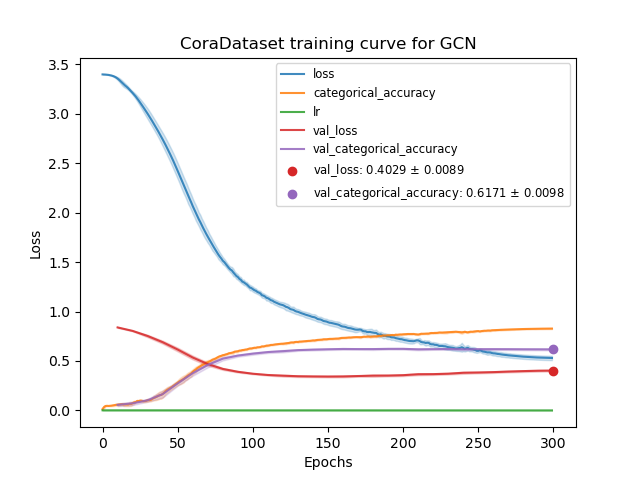 CoraDataset training curve for GCN
3.5
3.0
2.5
2.0
1.5
1.0
0.5
0.0
Loss
loss
categorical_accuracy
lr
val_loss
val_categorical_accuracy
val_loss: 0.4029 ± 0.0089
val_categorical_accuracy: 0.6171 ± 0.0098
0 50 100 150 200 250 300
Epochs